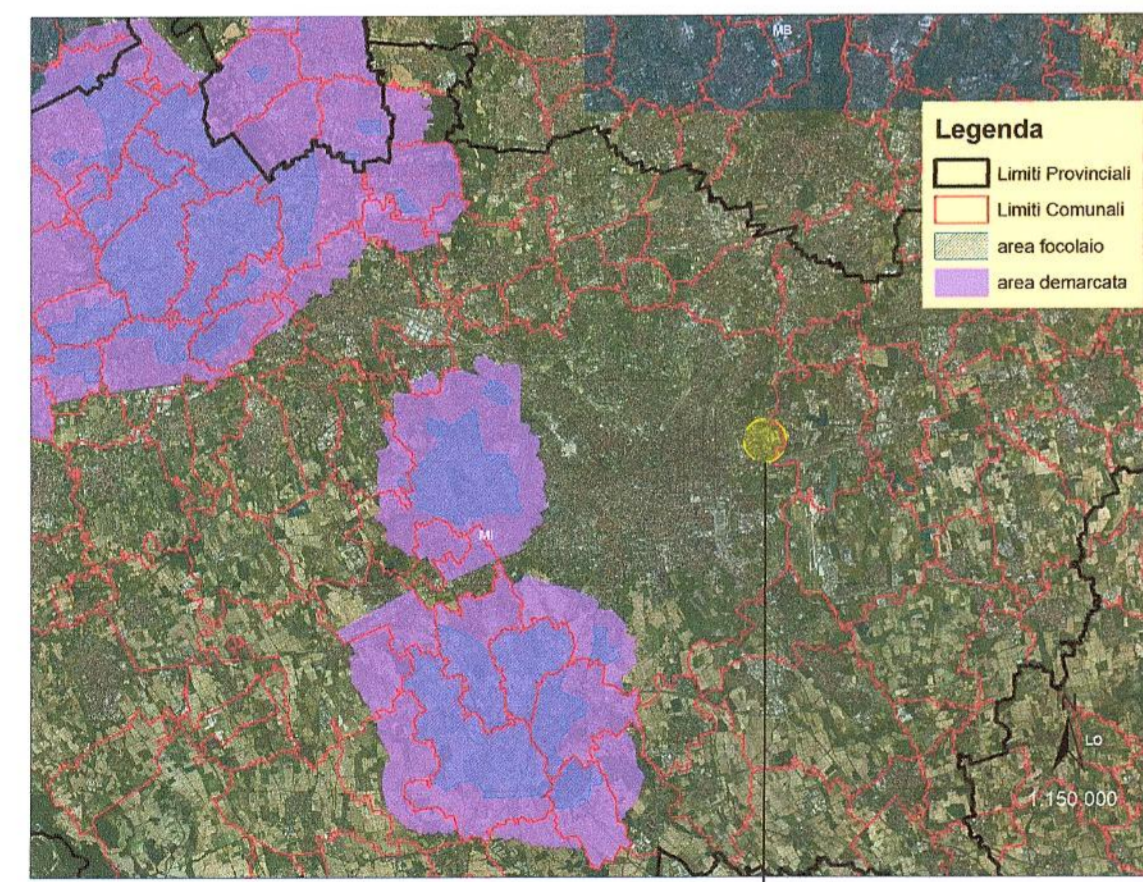 MB
Legenda
Limiti Provinciali
Limiti Comunali
area focolaio
area demarcata
MI
LO
1:150.000